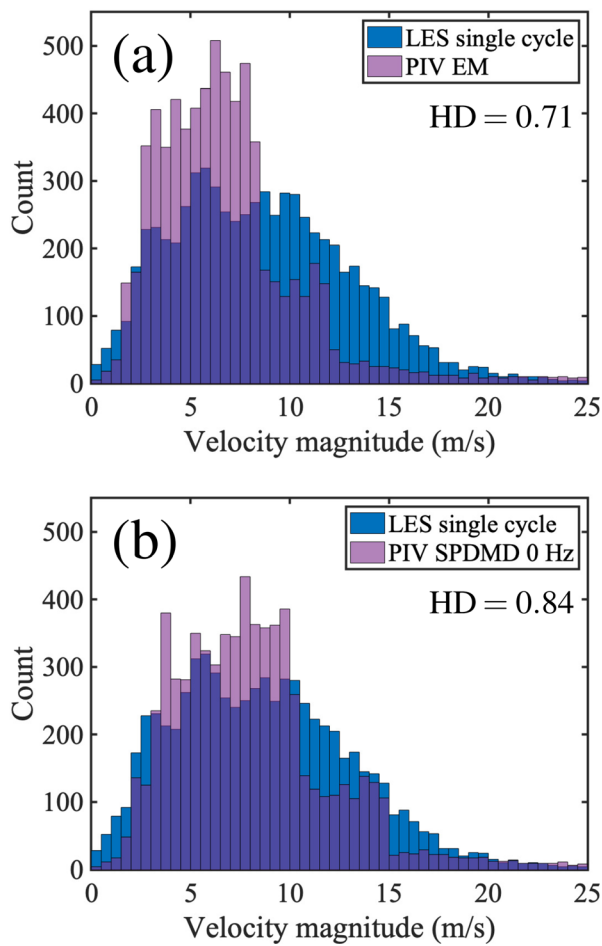 (a)
LES single cycle
PIV EM
HD = 0.71
500
400
300
200
100
0
Count
0 5 10 15 20 25
Velocity magnitude (m/s)
(b)
LES single cycle
PIV SPDMD 0 Hz
HD = 0.84
500
400
300
200
100
0
Count
0 5 10 15 20 25
Velocity magnitude (m/s)